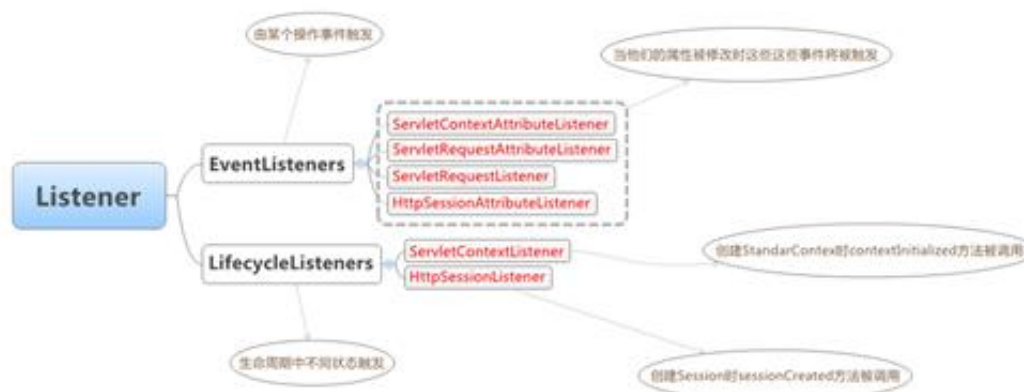 由某个操作事件触发
当他们的属性被修改时这些这些事件将被触发
ServletContextAttributeListener
ServletRequestAttributeListener
EventListeners
ServletRequestListener
HttpSessionAttributeListener
Listener
ServletContextListener
创建StandarContex时contextInitialized方法被调用
LifecycleListeners
HttpSessionListener
生命周期中不同状态触发
创建Session时sessionCreated方法被调用